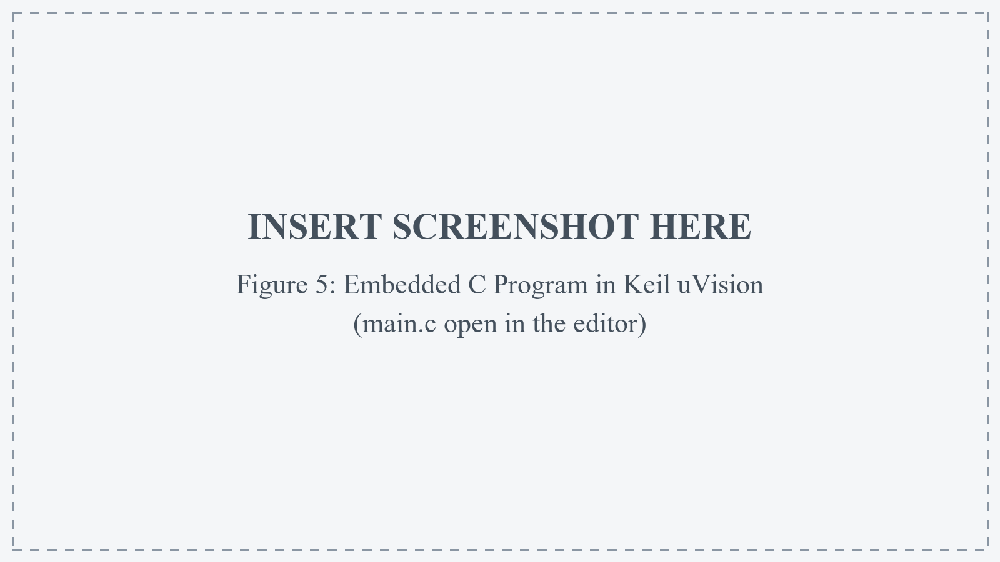 INSERT SCREENSHOT HERE
Figure 5: Embedded C Program in Keil uVision
(main.c open in the editor)